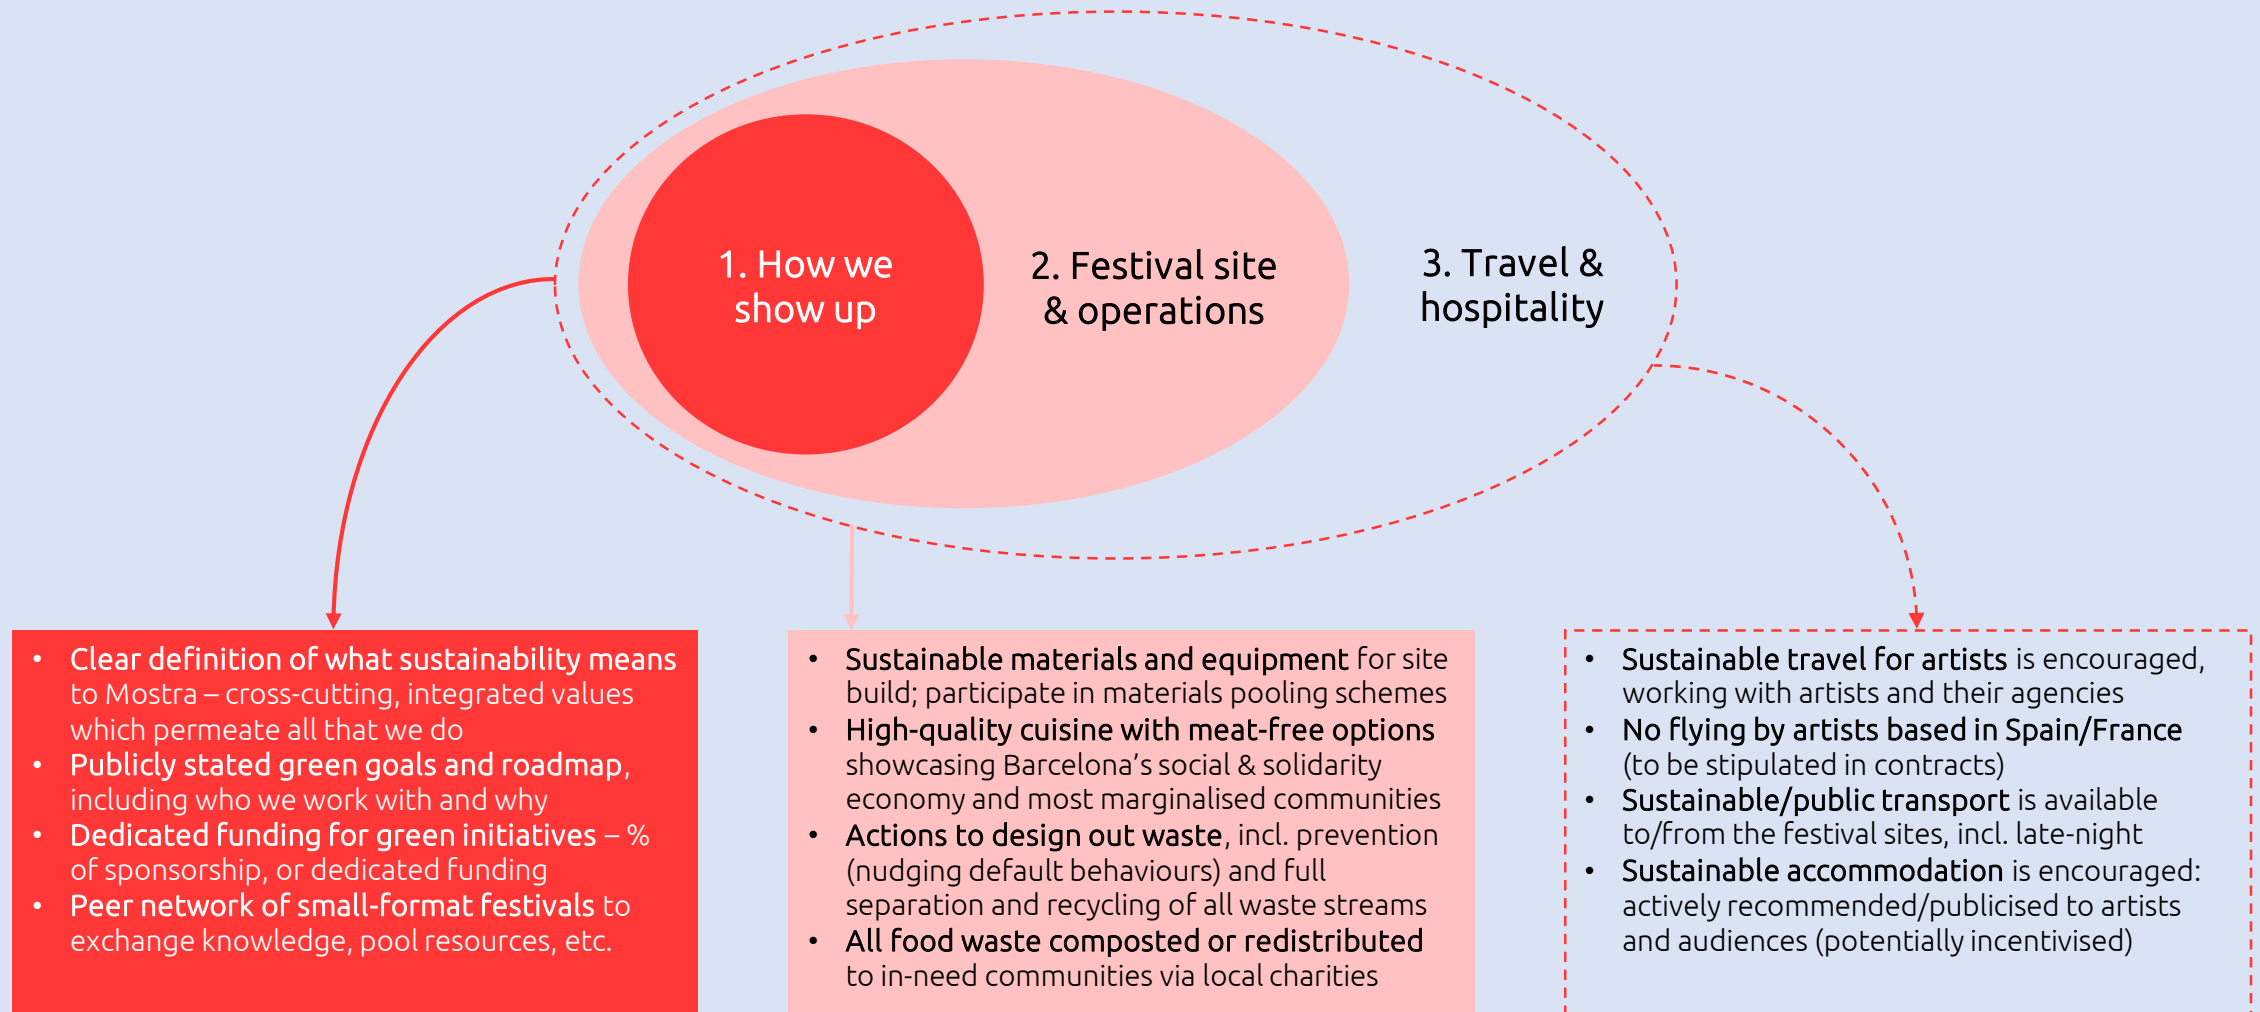 1. How we
show up
2. Festival site
& operations
3. Travel &
hospitality
• Clear definition of what sustainability means
to Mostra – cross-cutting, integrated values
which permeate all that we do
• Publicly stated green goals and roadmap,
including who we work with and why
• Dedicated funding for green initiatives – %
of sponsorship, or dedicated funding
• Peer network of small-format festivals to
exchange knowledge, pool resources, etc.
• Sustainable materials and equipment for site
build; participate in materials pooling schemes
• High-quality cuisine with meat-free options
showcasing Barcelona’s social & solidarity
economy and most marginalised communities
• Actions to design out waste, incl. prevention
(nudging default behaviours) and full
separation and recycling of all waste streams
• All food waste composted or redistributed
to in-need communities via local charities
• Sustainable travel for artists is encouraged,
working with artists and their agencies
• No flying by artists based in Spain/France
(to be stipulated in contracts)
• Sustainable/public transport is available
to/from the festival sites, incl. late-night
• Sustainable accommodation is encouraged:
actively recommended/publicised to artists
and audiences (potentially incentivised)